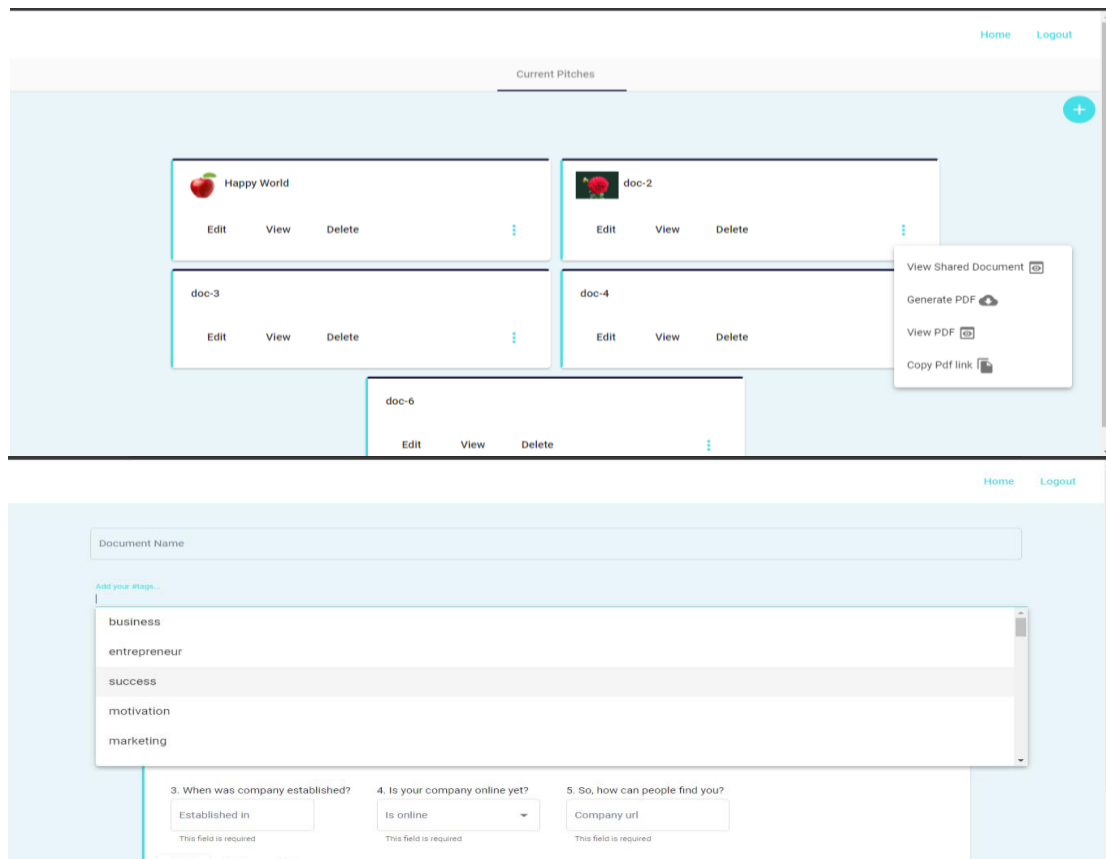 Home Logout
Current Pitches
+
Happy World
Edit View Delete
doc-2
Edit View Delete
View Shared Document
Generate PDF
View PDF
Copy Pdf link
doc-3
Edit View Delete
doc-4
Edit View Delete
doc-6
Edit View Delete
Home Logout
Document Name
Add your #tags...
business
entrepreneur
success
motivation
marketing
3. When was company established? 4. Is your company online yet? 5. So, how can people find you?
Established in Is online Company url
This field is required This field is required This field is required